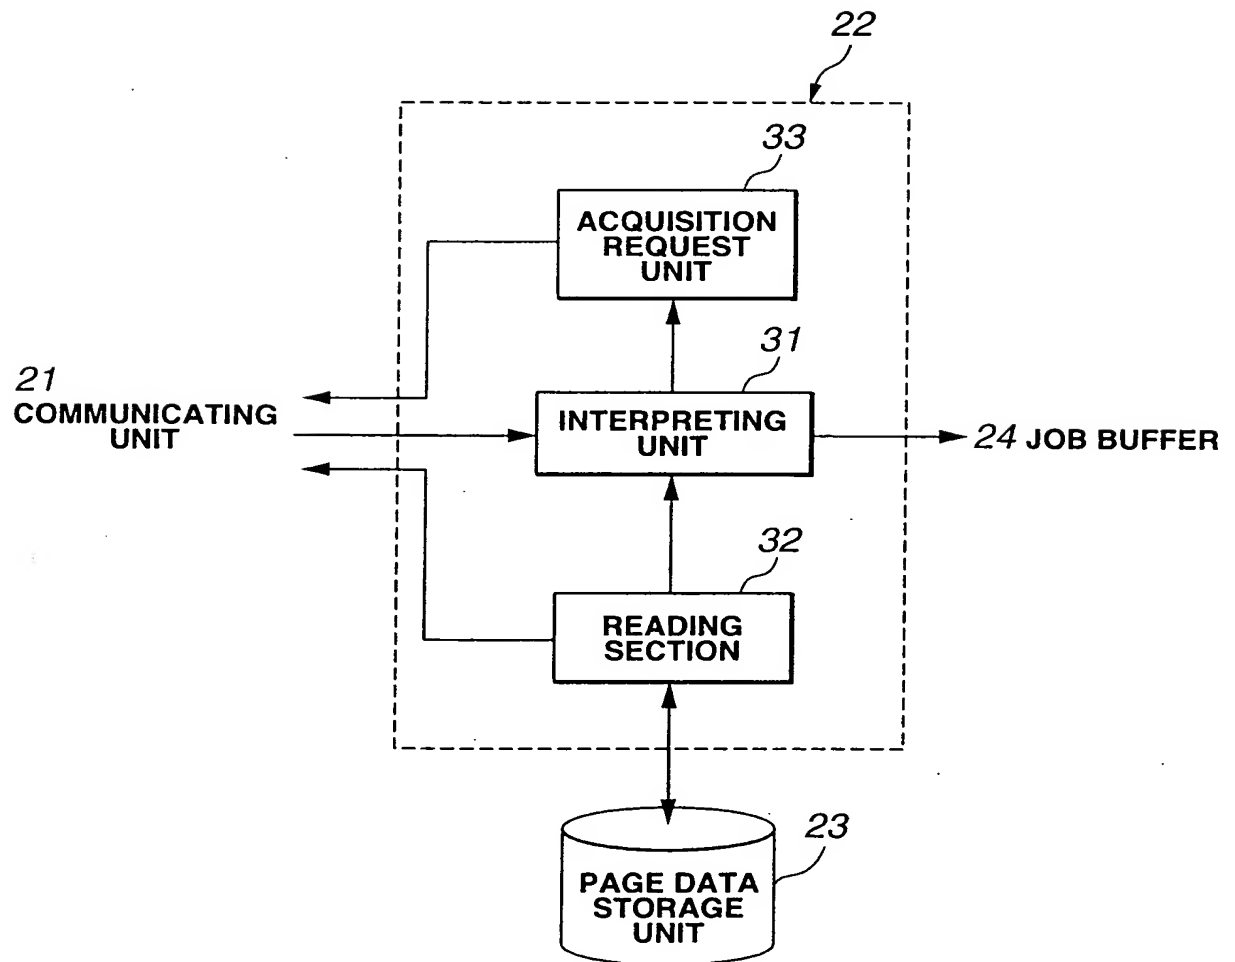 22
33
ACQUISITION
REQUEST
UNIT
31
21
COMMUNICATING
UNIT
INTERPRETING
UNIT
24 JOB BUFFER
32
READING
SECTION
23
PAGE DATA
STORAGE
UNIT